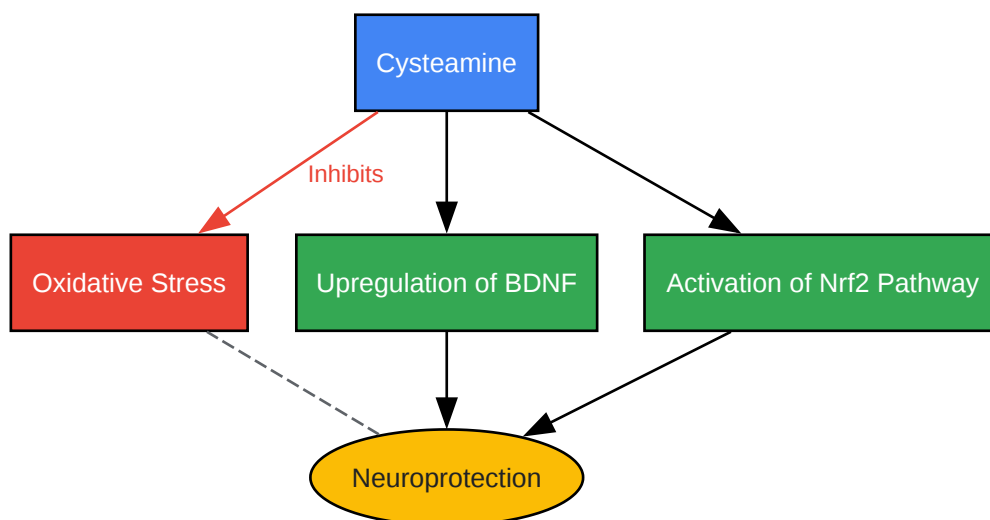 Cysteamine
Inhibits
Oxidative Stress
Upregulation of BDNF
Activation of Nrf2 Pathway
Neuroprotection